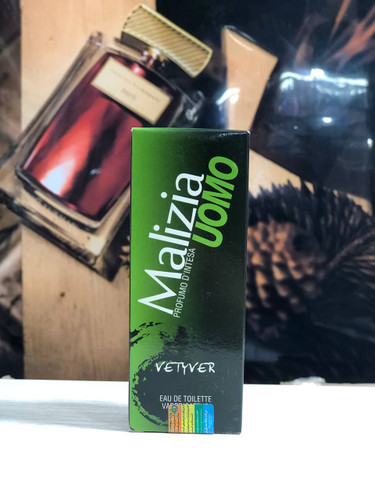 Malizia
UOMO
PROFUMO D'INTESA
VETYVER
EAU DE TOILETTE